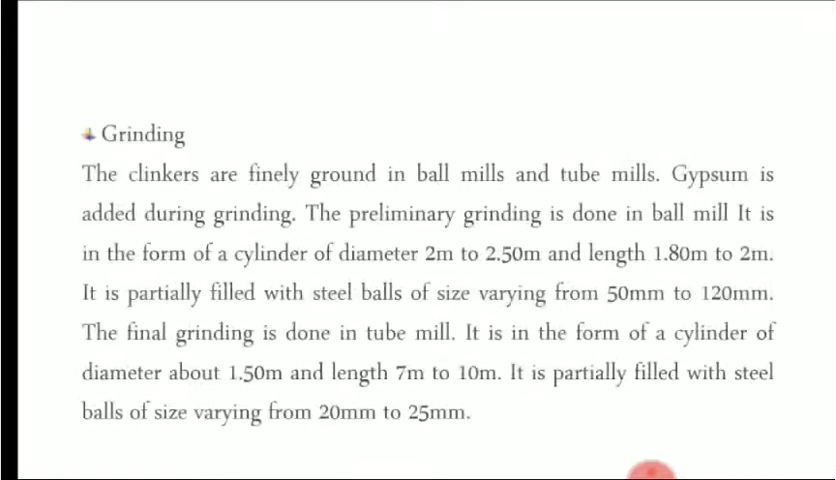 Grinding
The clinkers are finely ground in ball mills and tube mills. Gypsum is
added during grinding. The preliminary grinding is done in ball mill It is
in the form of a cylinder of diameter 2m to 2.50m and length 1.80m to 2m.
It is partially filled with steel balls of size varying from 50mm to 120mm.
The final grinding is done in tube mill. It is in the form of a cylinder of
diameter about 1.50m and length 7m to 10m. It is partially filled with steel
balls of size varying from 20mm to 25mm.